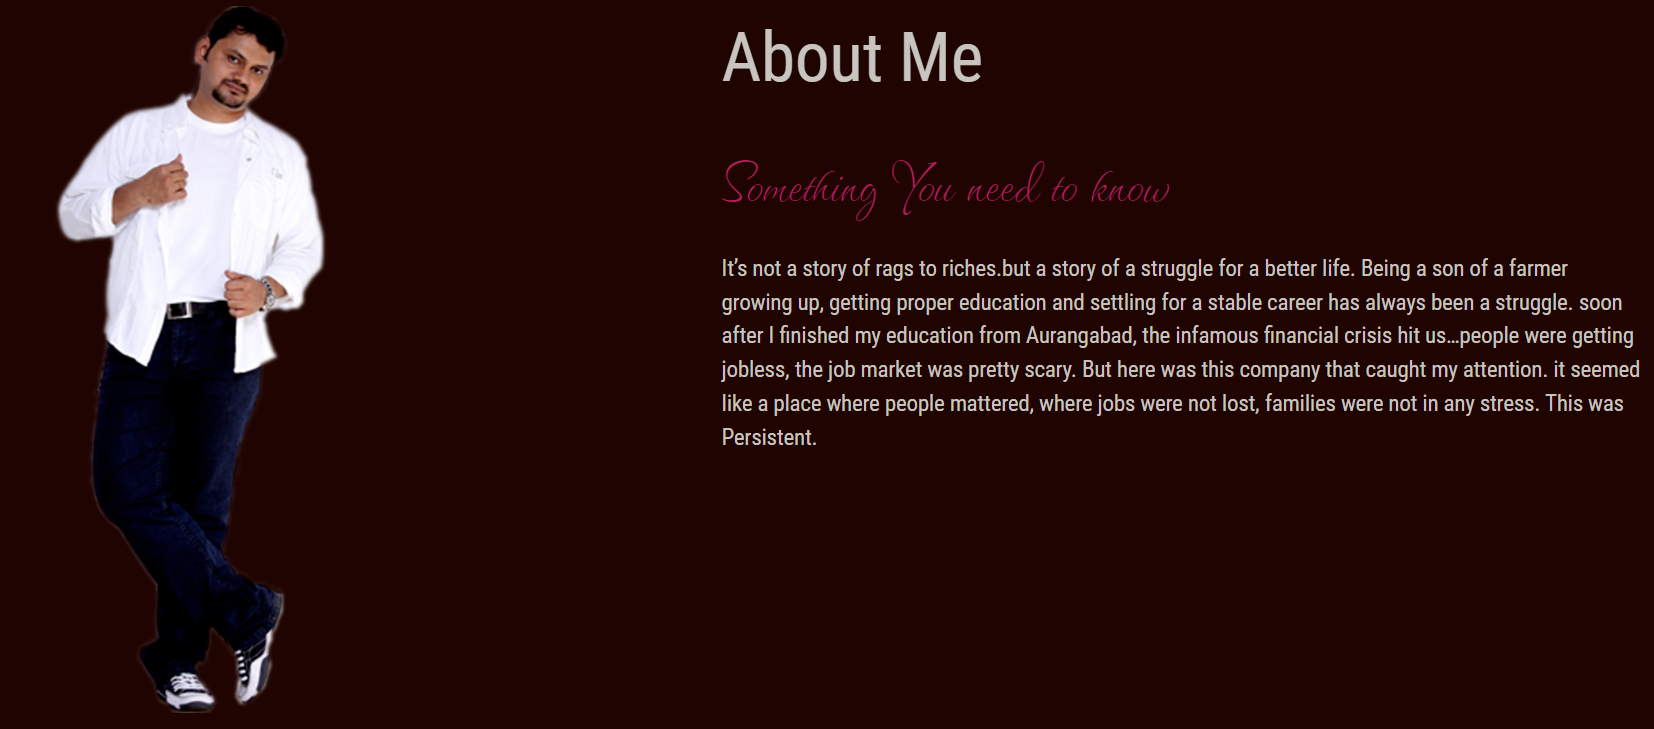 About Me
Something You need to know
It’s not a story of rags to riches.but a story of a struggle for a better life. Being a son of a farmer
growing up, getting proper education and settling for a stable career has always been a struggle. soon
after I finished my education from Aurangabad, the infamous financial crisis hit us...people were getting
jobless, the job market was pretty scary. But here was this company that caught my attention. it seemed
like a place where people mattered, where jobs were not lost, families were not in any stress. This was
Persistent.